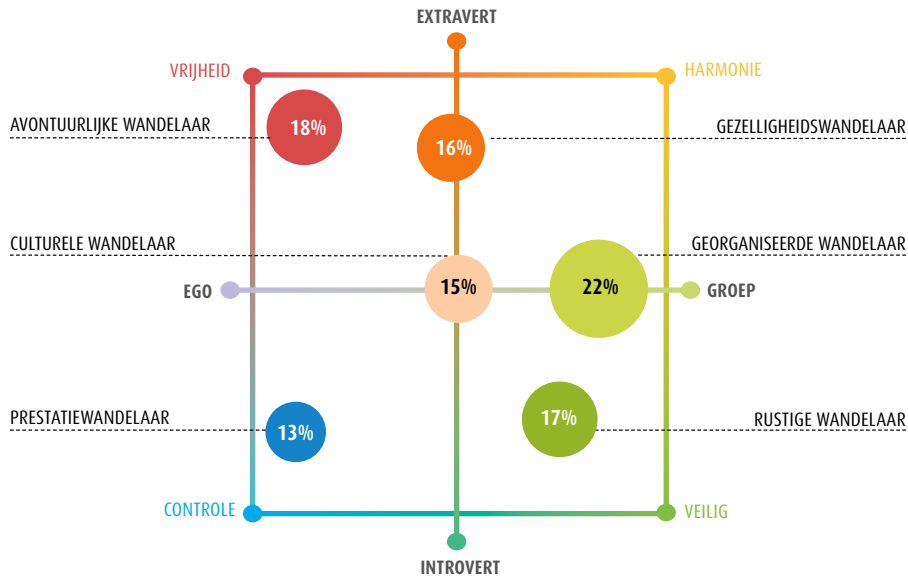 EXTRAVERT
VRIJHEID
HARMONIE
AVONTUURLIJKE WANDELAAR
18%
16%
GEZELLIGHEIDSWANDELAAR
CULTURELE WANDELAAR
GEORGANISEERDE WANDELAAR
EGO
15%
22%
GROEP
PRESTATIEWANDELAAR
13%
17%
RUSTIGE WANDELAAR
CONTROLE
VEILIG
INTROVERT